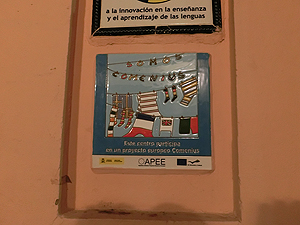 a la innovación en la enseñanza
y el aprendizaje de las lenguas
SOMOS
COMENIUS
Este centro participa
en un proyecto europeo Comenius
OAPEE